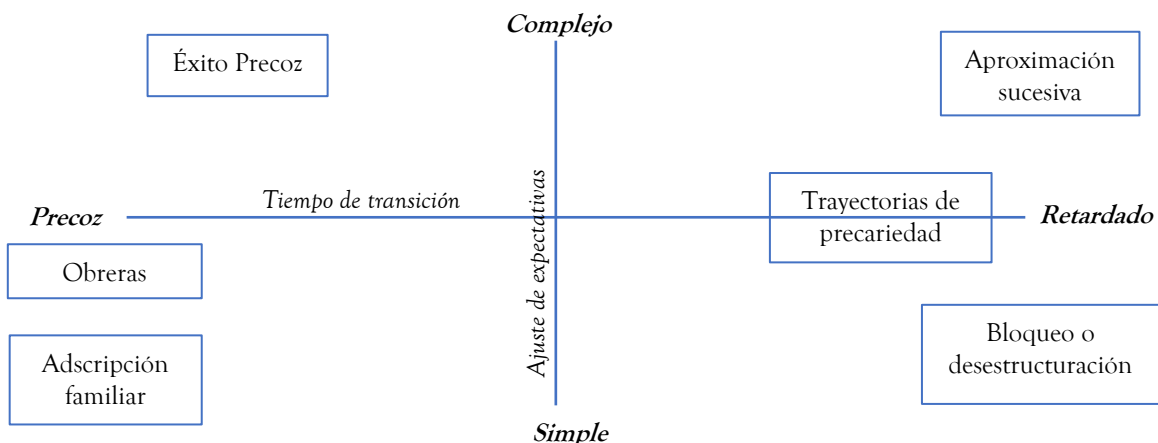 Complejo
Éxito Precoz
Aproximación
sucesiva
Tiempo de transición
Ajuste de expectativas
Trayectorias de
precariedad
Precoz
Retardado
Obreras
Adscripción
familiar
Bloqueo o
desestructuración
Simple